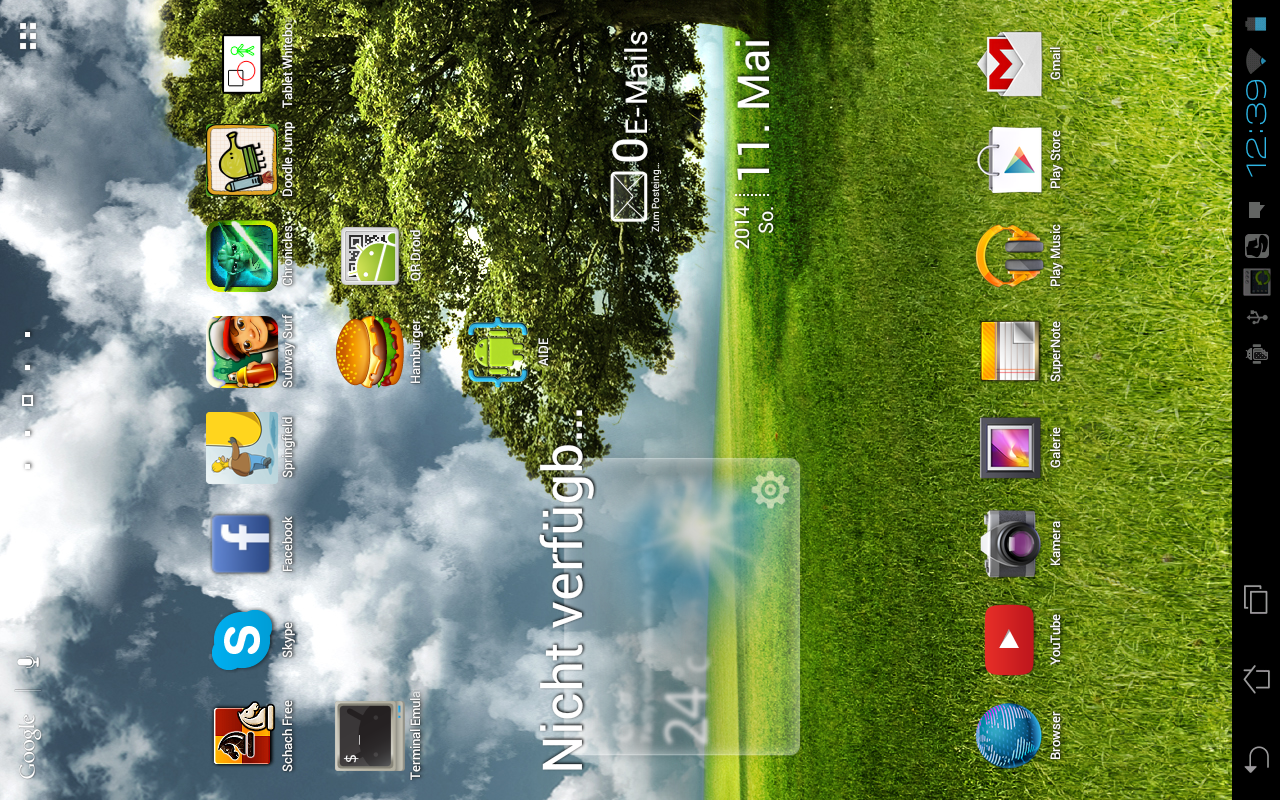 Google
Schach Free
Skype
Facebook
Springfield
Subway Surf
Chronicles
Doodle Jump
Tablet Whitebo
$
Terminal Emula
Hamburger
QR Droid
AIDE
Nicht verfügb...
0 E-Mails
Zum Posteing...
24
2014
So.
11. Mai
Browser
YouTube
Kamera
Galerie
SuperNote
Play Music
Play Store
Gmail
12:39